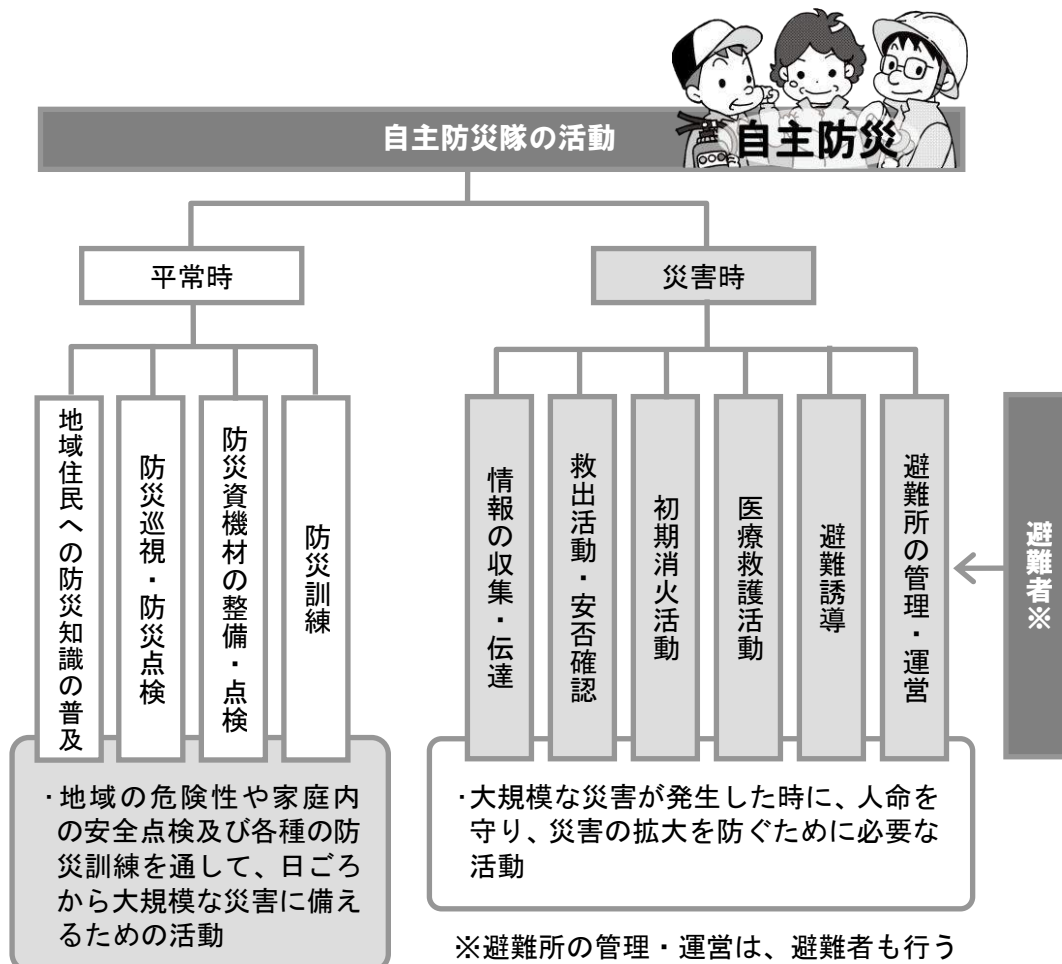 自主防災隊の活動
自主防災
平常時
災害時
地域住民への防災知識の普及
防災巡視・防災点検
防災資機材の整備・点検
防災訓練
情報の収集・伝達
救出活動・安否確認
初期消火活動
医療救護活動
避難誘導
避難所の管理・運営
避難者※
・地域の危険性や家庭内
の安全点検及び各種の防
災訓練を通して、日ごろ
から大規模な災害に備え
るための活動
・大規模な災害が発生した時に、人命を
守り、災害の拡大を防ぐために必要な
活動
※避難所の管理・運営は、避難者も行う